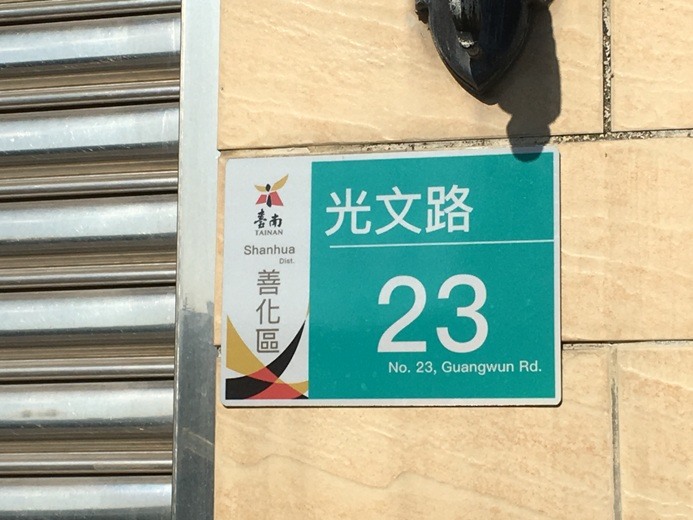 臺南
TAINAN
Shanhua
Dist.
善化區
光文路
23
No. 23, Guangwun Rd.